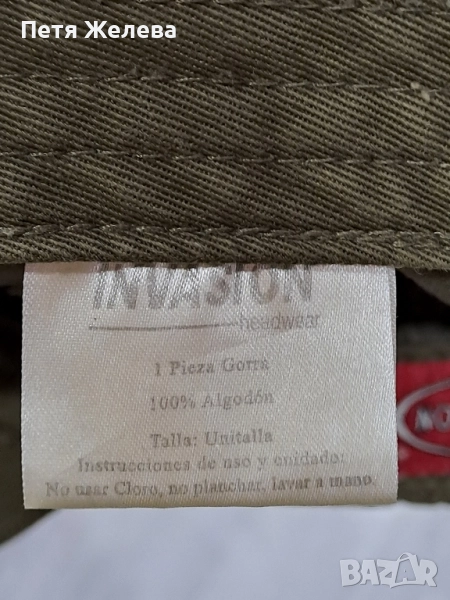 Петя Желева
INVASION
headwear
1 Pieza Gorra
100% Algodón
Talla: Unitalla
Instrucciones de uso y cuidado:
No usar Cloro, no planchar, lavar a mano.
BAZAR